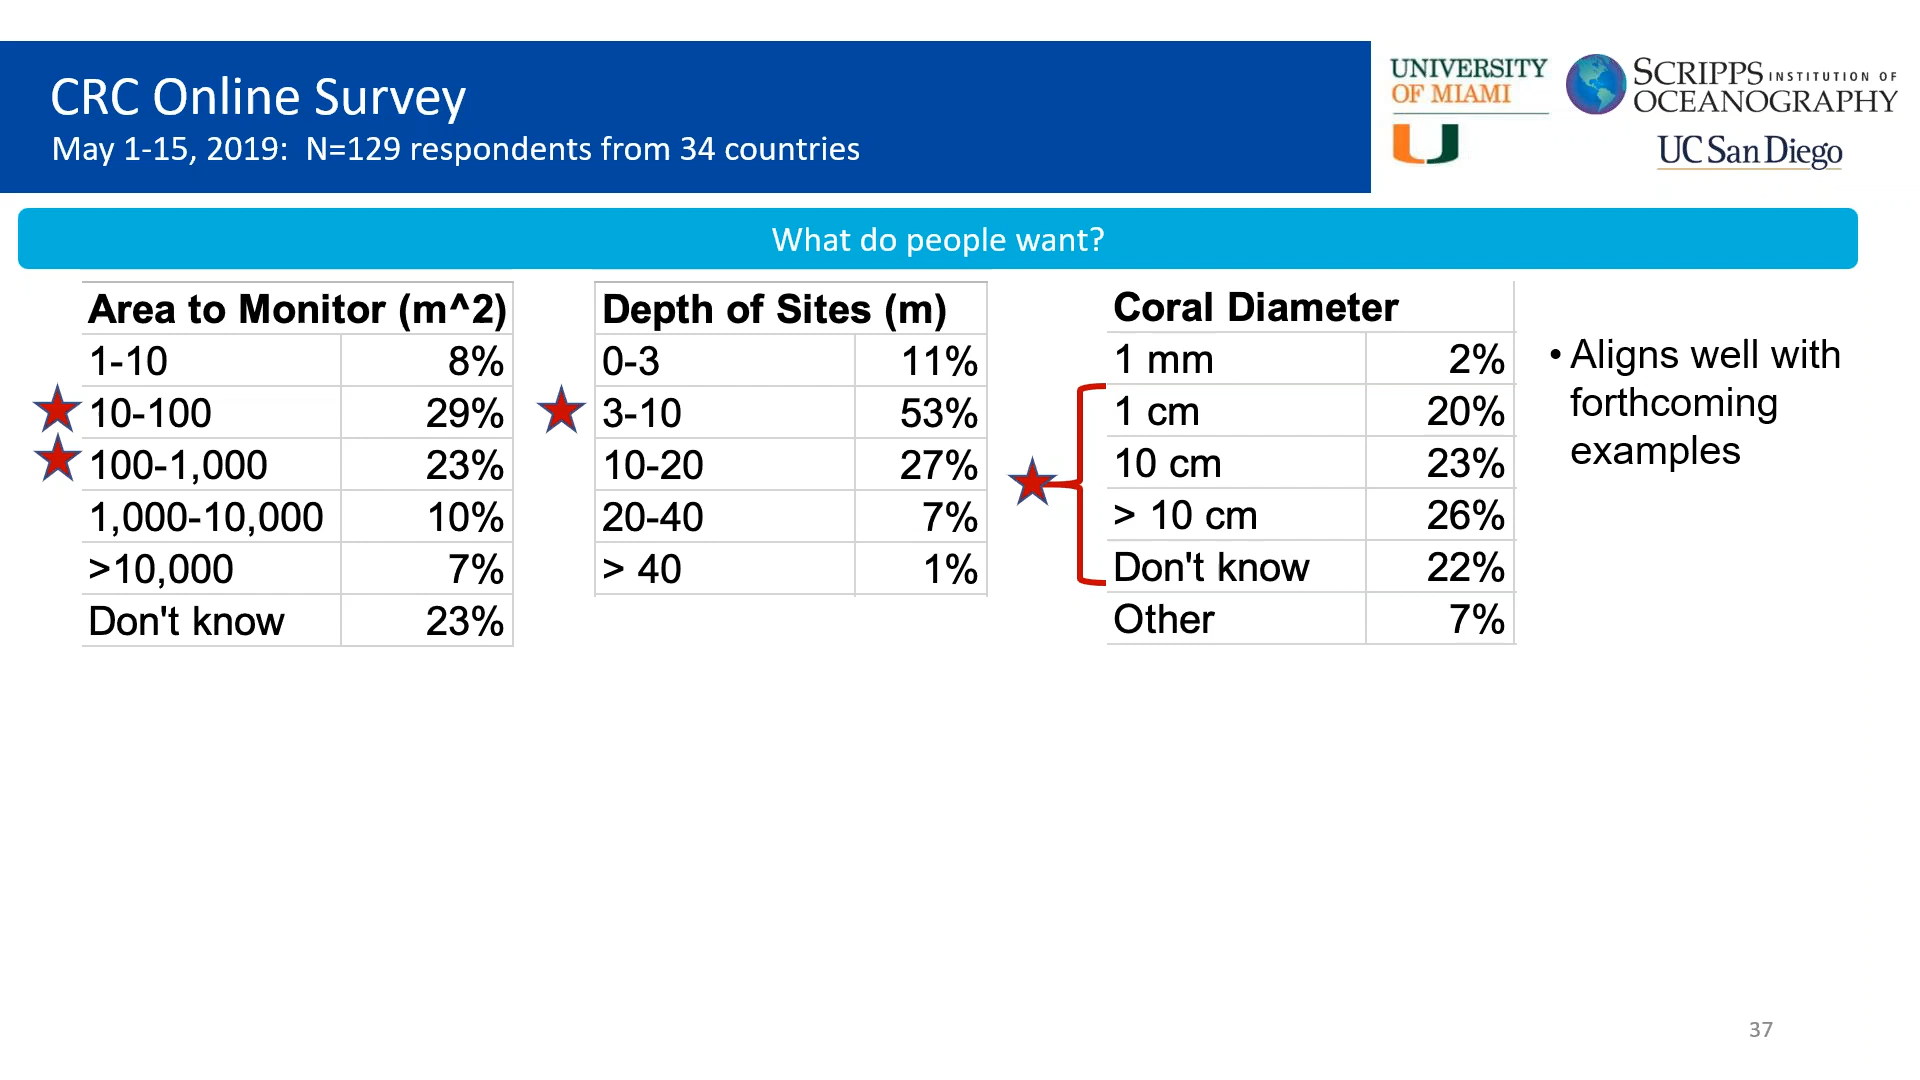 CRC Online Survey
May 1-15, 2019: N=129 respondents from 34 countries
UNIVERSITY
OF MIAMI
SCRIPPS INSTITUTION OF
OCEANOGRAPHY
UC San Diego
What do people want?
Area to Monitor (m^2)
1-10 8%
10-100 29%
100-1,000 23%
1,000-10,000 10%
>10,000 7%
Don't know 23%
Depth of Sites (m)
0-3 11%
3-10 53%
10-20 27%
20-40 7%
> 40 1%
Coral Diameter
1 mm 2%
1 cm 20%
10 cm 23%
> 10 cm 26%
Don't know 22%
Other 7%
• Aligns well with
forthcoming
examples
37